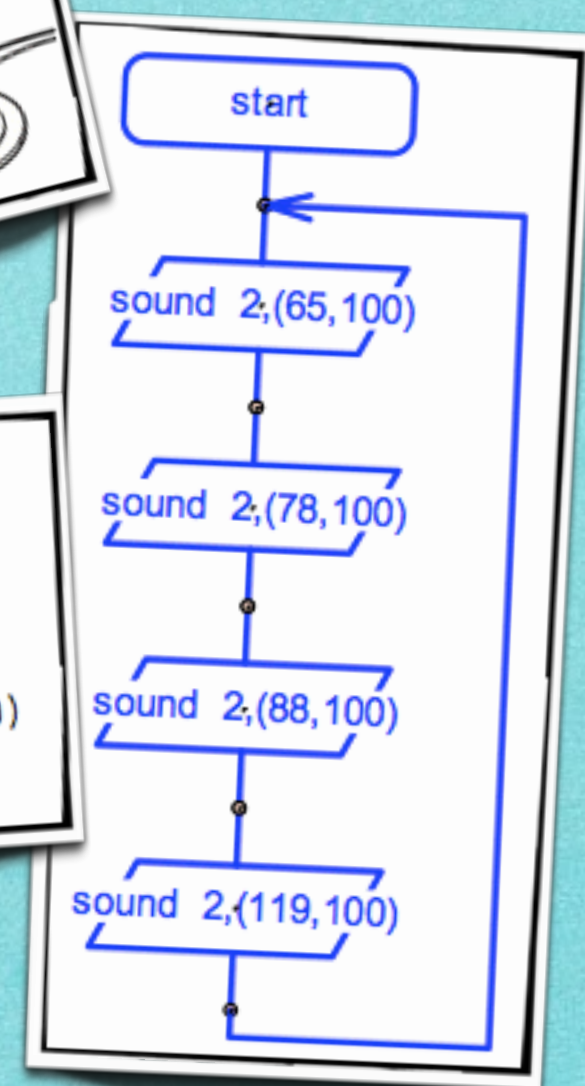 start
sound 2,(65,100)
sound 2,(78,100)
)
sound 2,(88,100)
sound 2,(119,100)